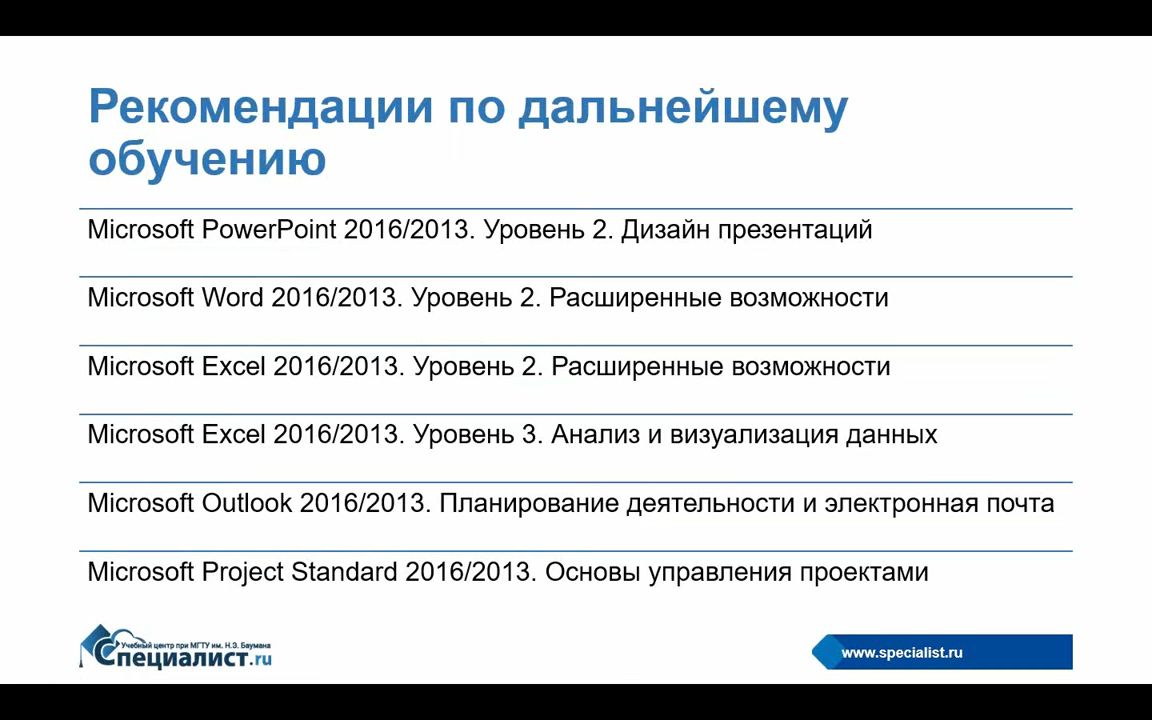 Рекомендации по дальнейшему
обучению
Microsoft PowerPoint 2016/2013. Уровень 2. Дизайн презентаций
Microsoft Word 2016/2013. Уровень 2. Расширенные возможности
Microsoft Excel 2016/2013. Уровень 2. Расширенные возможности
Microsoft Excel 2016/2013. Уровень 3. Анализ и визуализация данных
Microsoft Outlook 2016/2013. Планирование деятельности и электронная почта
Microsoft Project Standard 2016/2013. Основы управления проектами
Учебный центр при МГТУ им. Н.Э. Баумана
Специалист.ru
www.specialist.ru